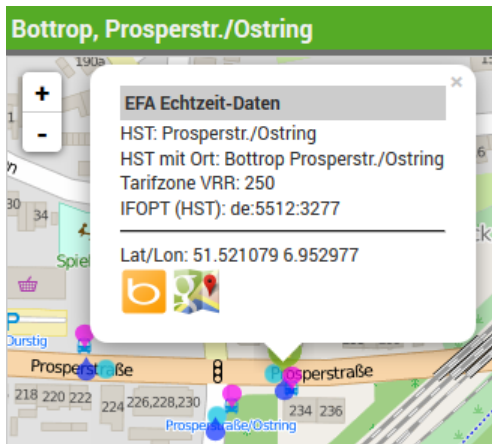 Bottrop, Prosperstr./Ostring
190a
+
-
×
EFA Echtzeit-Daten
HST: Prosperstr./Ostring
HST mit Ort: Bottrop Prosperstr./Ostring
Tarifzone VRR: 250
IFOPT (HST): de:5512:3277
Lat/Lon: 51.521079 6.952977
b
g
30
34
Spiel
P
Durstig
Prosperstraße
Prosperstraße
218 220 222
224
226,228,230
234 236
Prosperstraße/Ostring